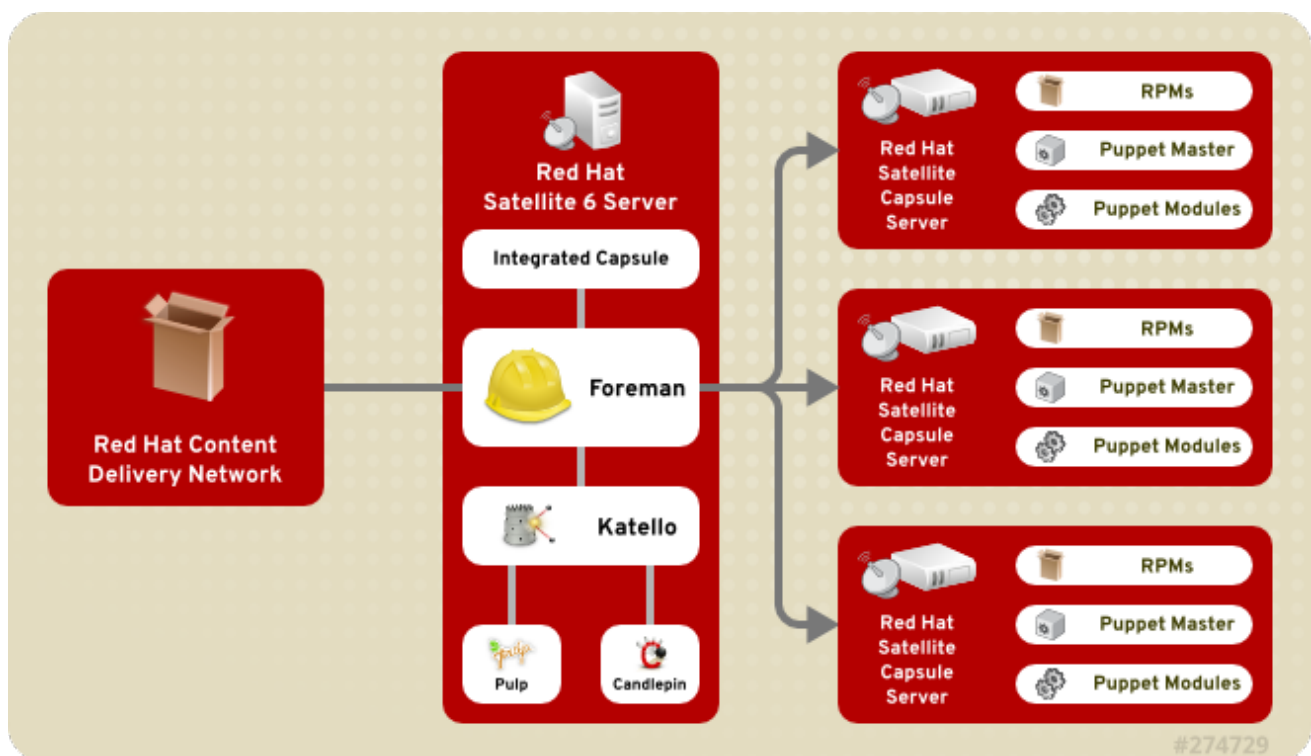 Red Hat Content
Delivery Network
Red Hat
Satellite 6 Server
Integrated Capsule
Foreman
Katello
Pulp
Candlepin
Red Hat
Satellite
Capsule
Server
RPMs
Puppet Master
Puppet Modules
Red Hat
Satellite
Capsule
Server
RPMs
Puppet Master
Puppet Modules
Red Hat
Satellite
Capsule
Server
RPMs
Puppet Master
Puppet Modules
#274729